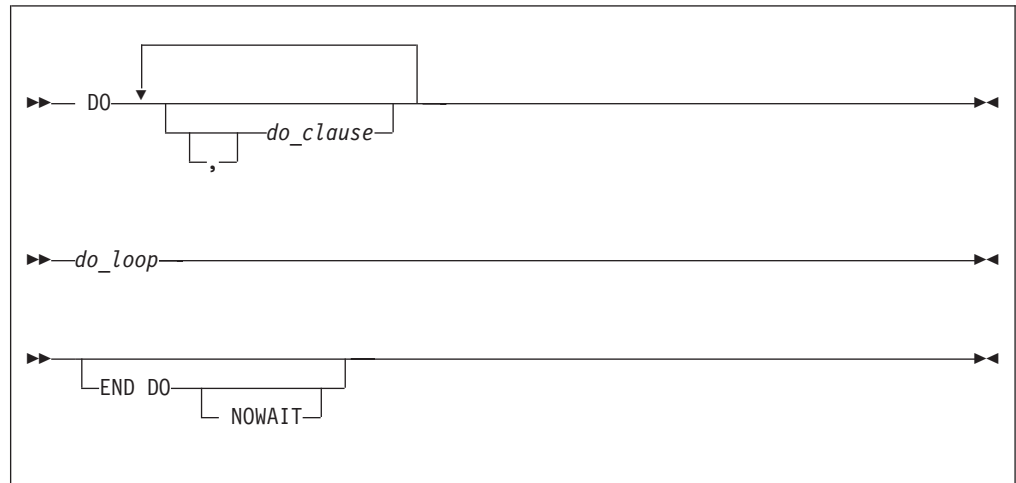 DO
do_clause
,
do_loop
END DO
NOWAIT